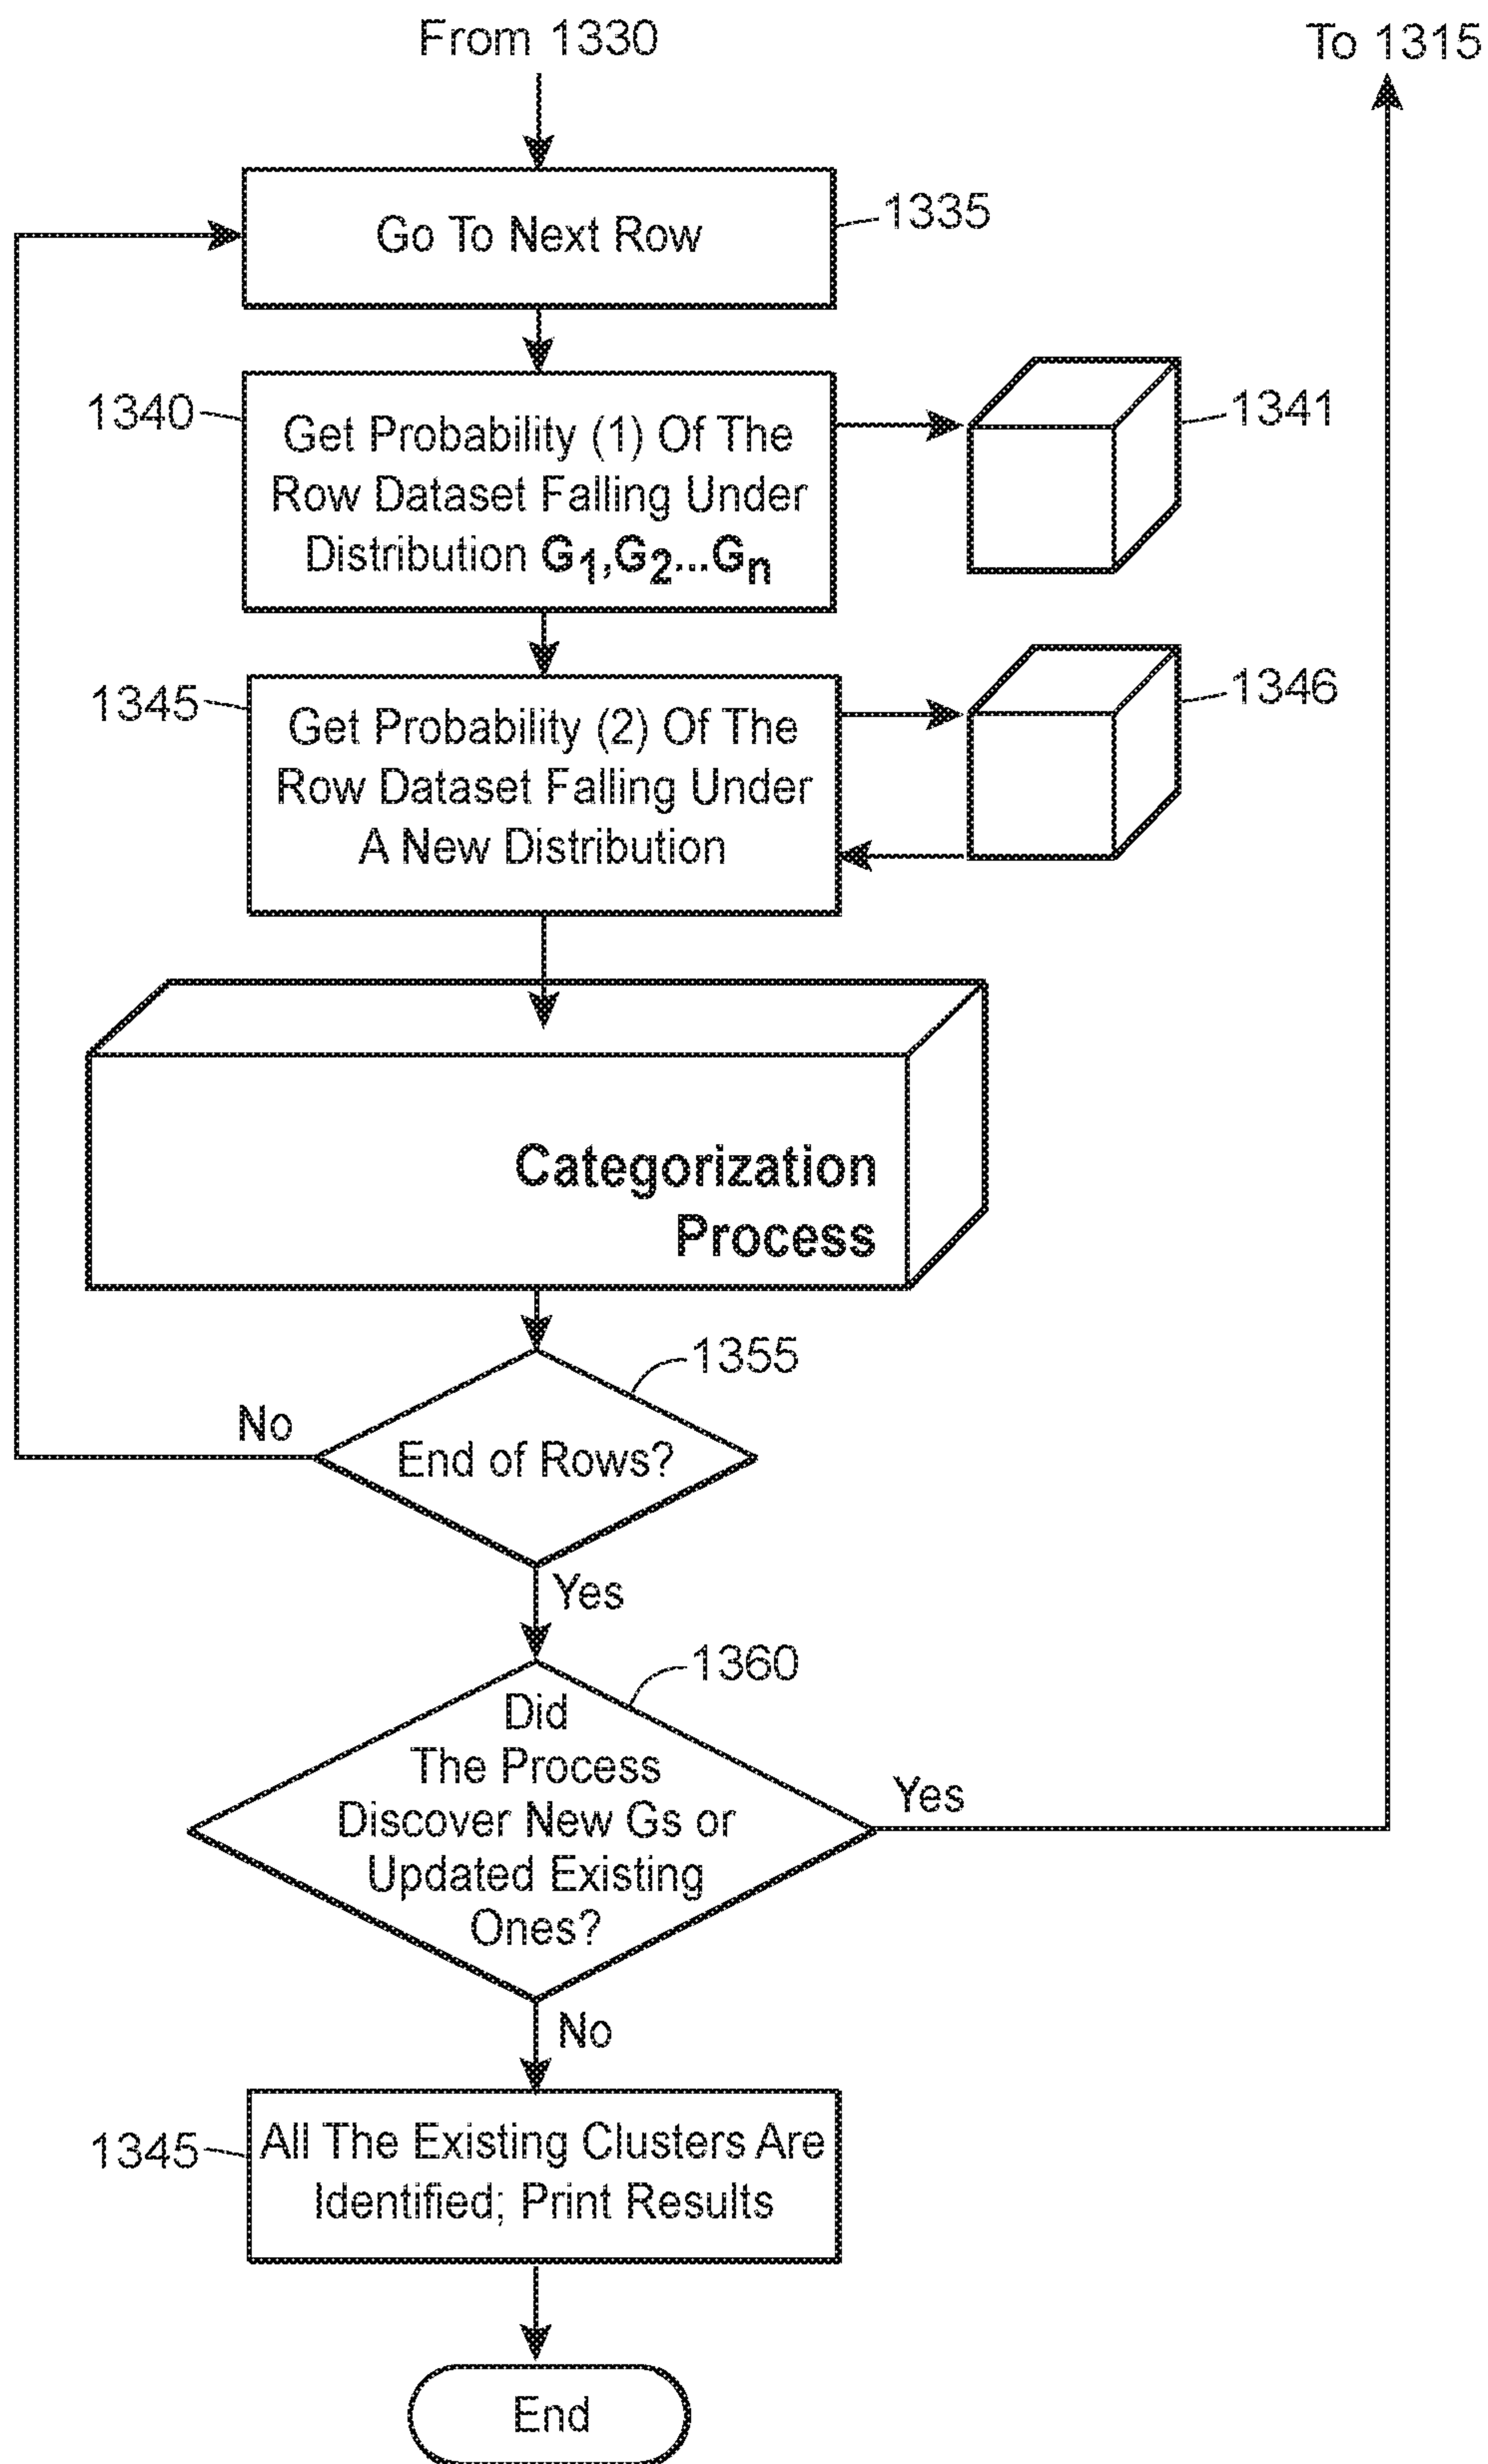 From 1330
To 1315
Go To Next Row
1335
1340
Get Probability (1) Of The
Row Dataset Falling Under
Distribution G1,G2...Gn
1341
1345
Get Probability (2) Of The
Row Dataset Falling Under
A New Distribution
1346
Categorization
Process
1355
No
End of Rows?
Yes
1360
Did
The Process
Discover New Gs or
Updated Existing
Ones?
Yes
No
1345
All The Existing Clusters Are
Identified; Print Results
End